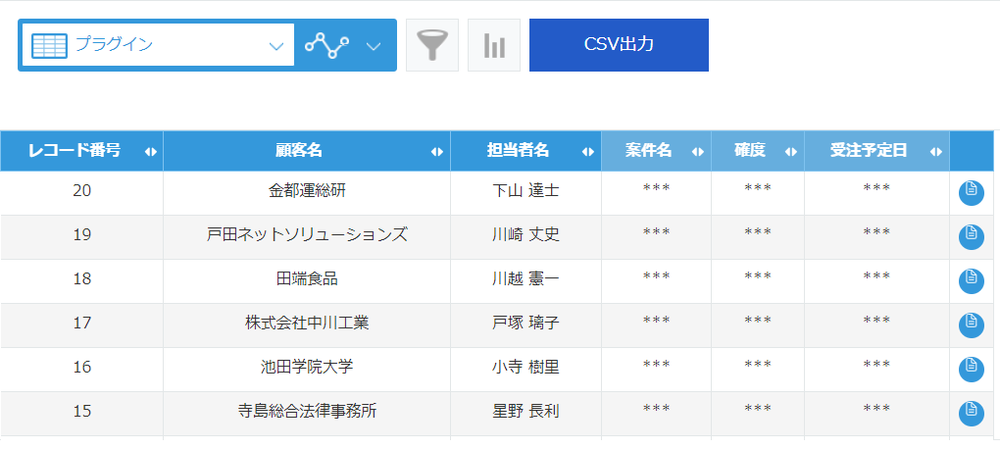 プラグイン
CSV出力
レコード番号 顧客名 担当者名 案件名 確度 受注予定日
20 金都運総研 下山 達士 *** *** ***
19 戸田ネットソリューションズ 川崎 丈史 *** *** ***
18 田端食品 川越 憲一 *** *** ***
17 株式会社中川工業 戸塚 璃子 *** *** ***
16 池田学院大学 小寺 樹里 *** *** ***
15 寺島総合法律事務所 星野 長利 *** *** ***